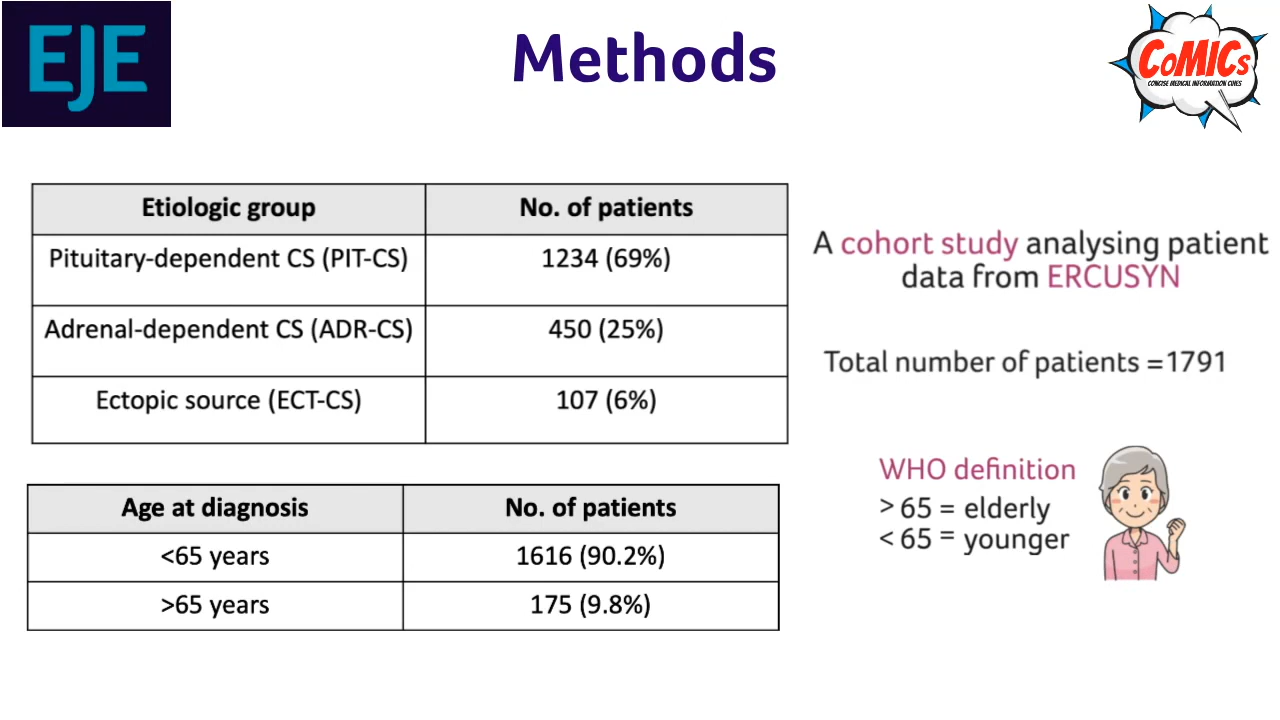 EJE
Methods
CoMICs
CONCISE MEDICAL INFORMATION CINES
Etiologic group No. of patients
Pituitary-dependent CS (PIT-CS) 1234 (69%)
Adrenal-dependent CS (ADR-CS) 450 (25%)
Ectopic source (ECT-CS) 107 (6%)
Age at diagnosis No. of patients
<65 years 1616 (90.2%)
>65 years 175 (9.8%)
A cohort study analysing patient
data from ERCUSYN
Total number of patients =1791
WHO definition
> 65 = elderly
< 65 = younger